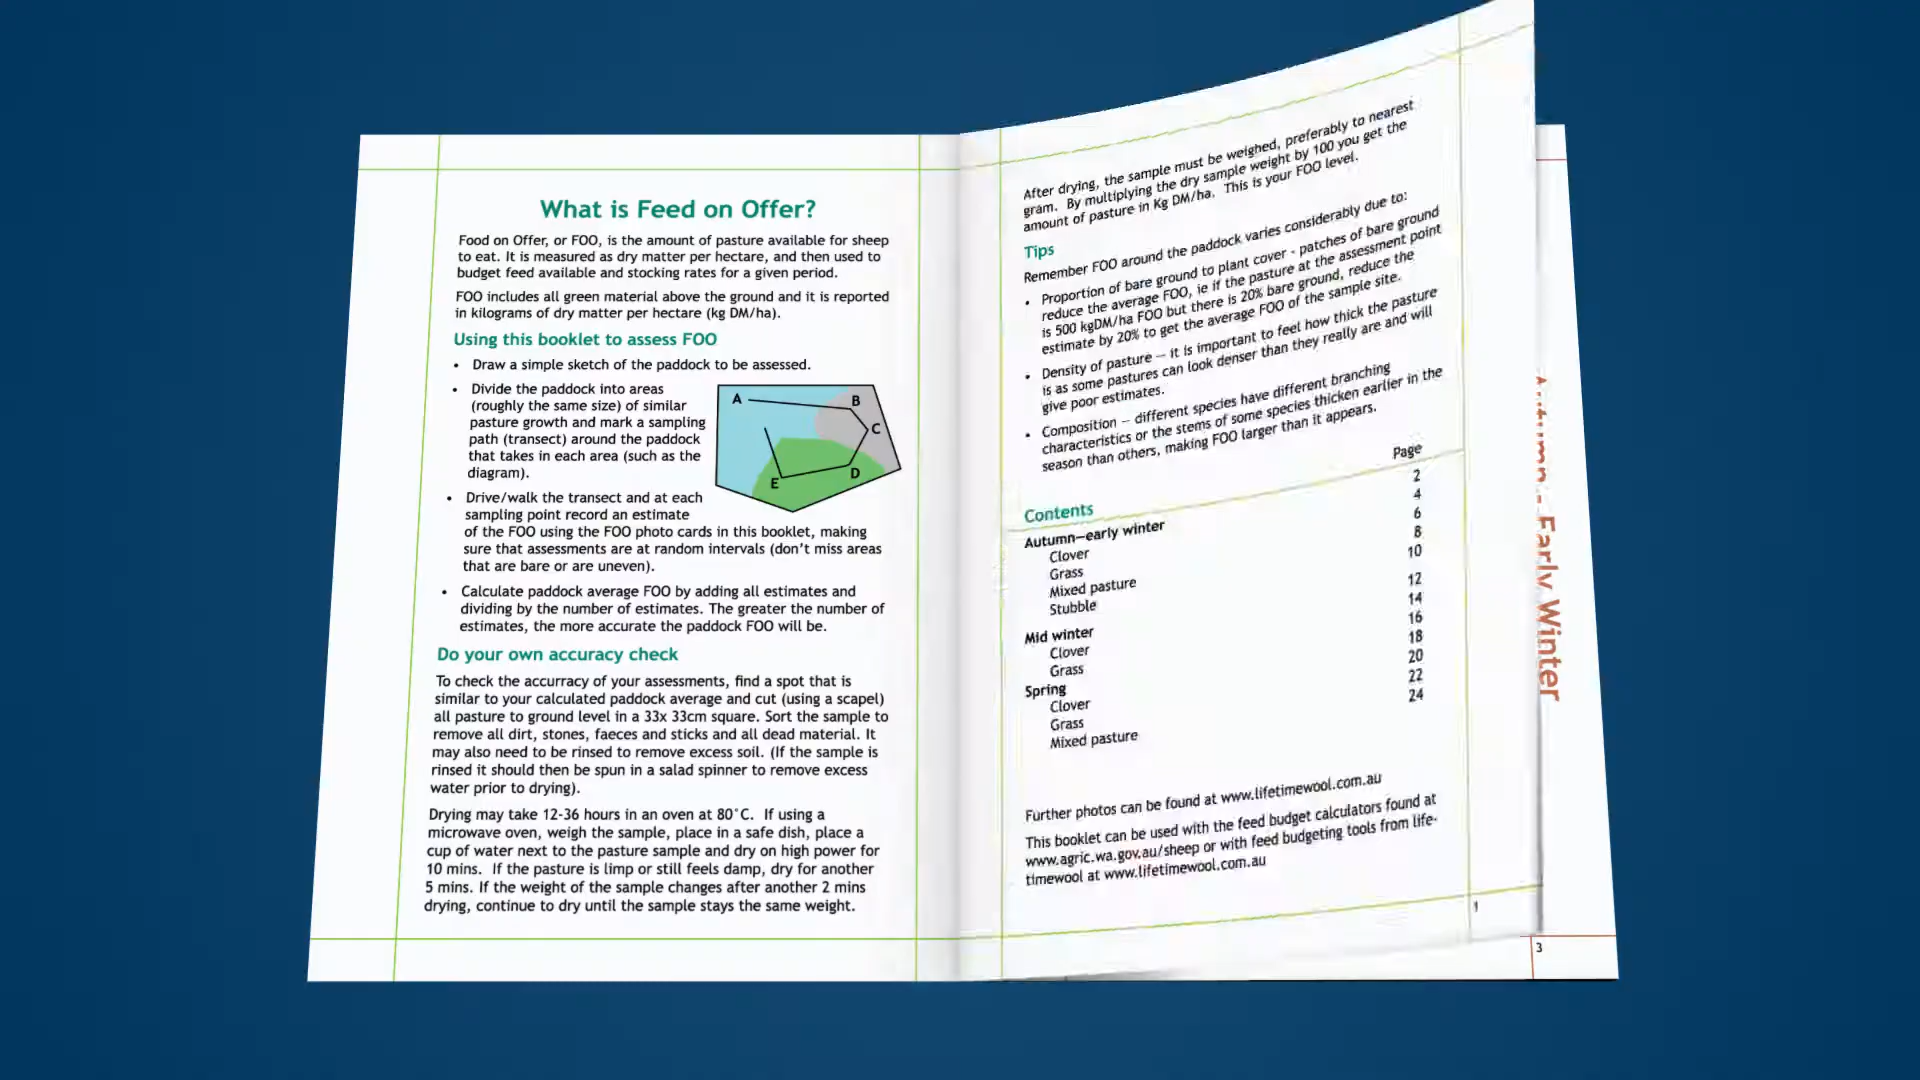 What is Feed on Offer?
Food on Offer, or FOO, is the amount of pasture available for sheep
to eat. It is measured as dry matter per hectare, and then used to
budget feed available and stocking rates for a given period.
FOO includes all green material above the ground and it is reported
in kilograms of dry matter per hectare (kg DM/ha).
Using this booklet to assess FOO
• Draw a simple sketch of the paddock to be assessed.
• Divide the paddock into areas
(roughly the same size) of similar
pasture growth and mark a sampling
path (transect) around the paddock
that takes in each area (such as the
diagram).
A
B
C
D
E
• Drive/walk the transect and at each
sampling point record an estimate
of the FOO using the FOO photo cards in this booklet, making
sure that assessments are at random intervals (don't miss areas
that are bare or are uneven).
• Calculate paddock average FOO by adding all estimates and
dividing by the number of estimates. The greater the number of
estimates, the more accurate the paddock FOO will be.
Do your own accuracy check
To check the accurracy of your assessments, find a spot that is
similar to your calculated paddock average and cut (using a scapel)
all pasture to ground level in a 33x 33cm square. Sort the sample to
remove all dirt, stones, faeces and sticks and all dead material. It
may also need to be rinsed to remove excess soil. (If the sample is
rinsed it should then be spun in a salad spinner to remove excess
water prior to drying).
Drying may take 12-36 hours in an oven at 80°C. If using a
microwave oven, weigh the sample, place in a safe dish, place a
cup of water next to the pasture sample and dry on high power for
10 mins. If the pasture is limp or still feels damp, dry for another
5 mins. If the weight of the sample changes after another 2 mins
drying, continue to dry until the sample stays the same weight.
After drying, the sample must be weighed, preferably to nearest
gram. By multiplying the dry sample weight by 100 you get the
amount of pasture in Kg DM/ha. This is your FOO level.
Tips
Remember FOO around the paddock varies considerably due to:
• Proportion of bare ground to plant cover - patches of bare ground
reduce the average FOO, ie if the pasture at the assessment point
is 500 kgDM/ha FOO but there is 20% bare ground, reduce the
estimate by 20% to get the average FOO of the sample site.
• Density of pasture – it is important to feel how thick the pasture
is as some pastures can look denser than they really are and will
give poor estimates.
• Composition – different species have different branching
characteristics or the stems of some species thicken earlier in the
season than others, making FOO larger than it appears.
Page
Contents
2
4
6
8
10
12
14
16
18
20
22
24
Autumn—early winter
Clover
Grass
Mixed pasture
Stubble
Mid winter
Clover
Grass
Spring
Clover
Grass
Mixed pasture
Further photos can be found at www.lifetimewool.com.au
This booklet can be used with the feed budget calculators found at
www.agric.wa.gov.au/sheep or with feed budgeting tools from life-
timewool at www.lifetimewool.com.au
1
Autumn - Early Winter
3